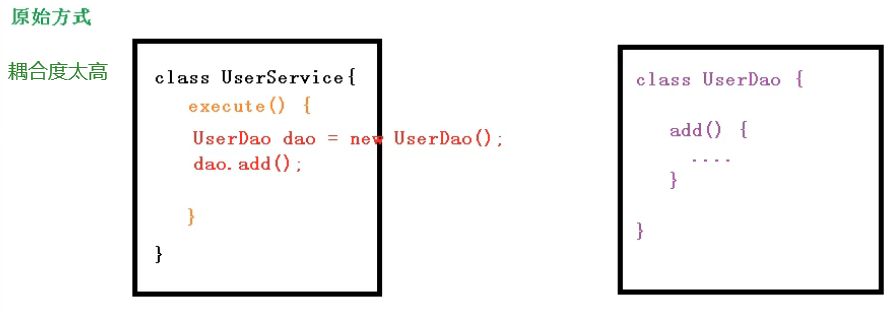 原始方式
耦合度太高
class UserService{
execute() {
UserDao dao = new UserDao();
dao.add();
}
}
class UserDao {
add() {
....
}
}